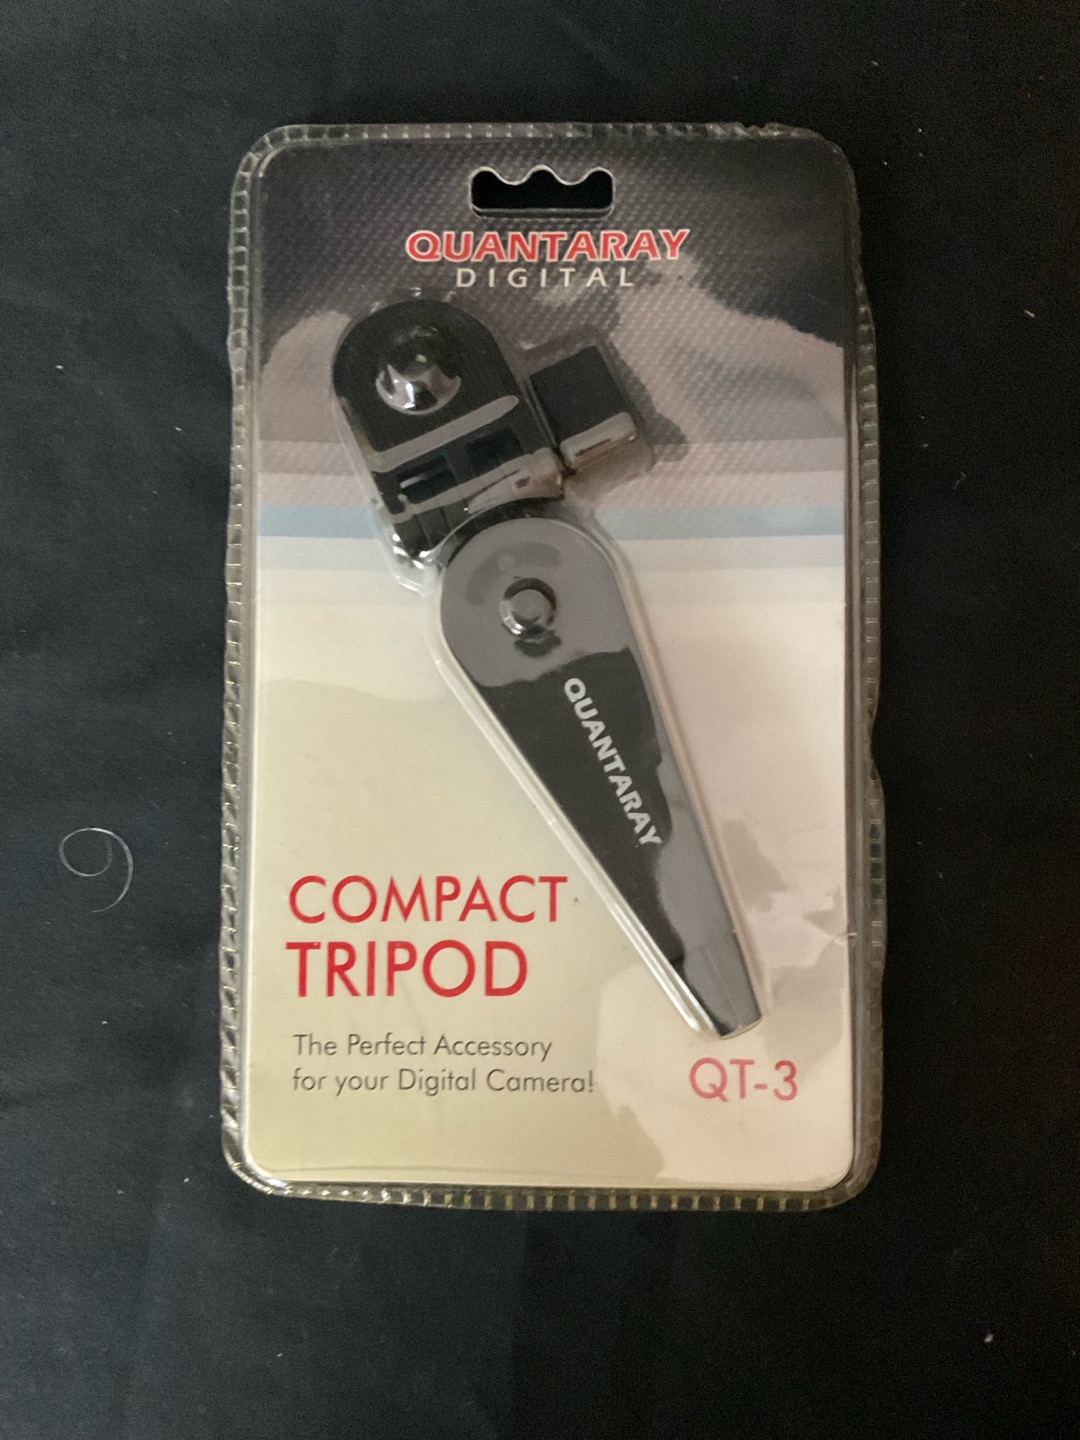 QUANTARAY
DIGITAL
QUANTARAY
COMPACT
TRIPOD
The Perfect Accessory
for your Digital Camera!
QT-3